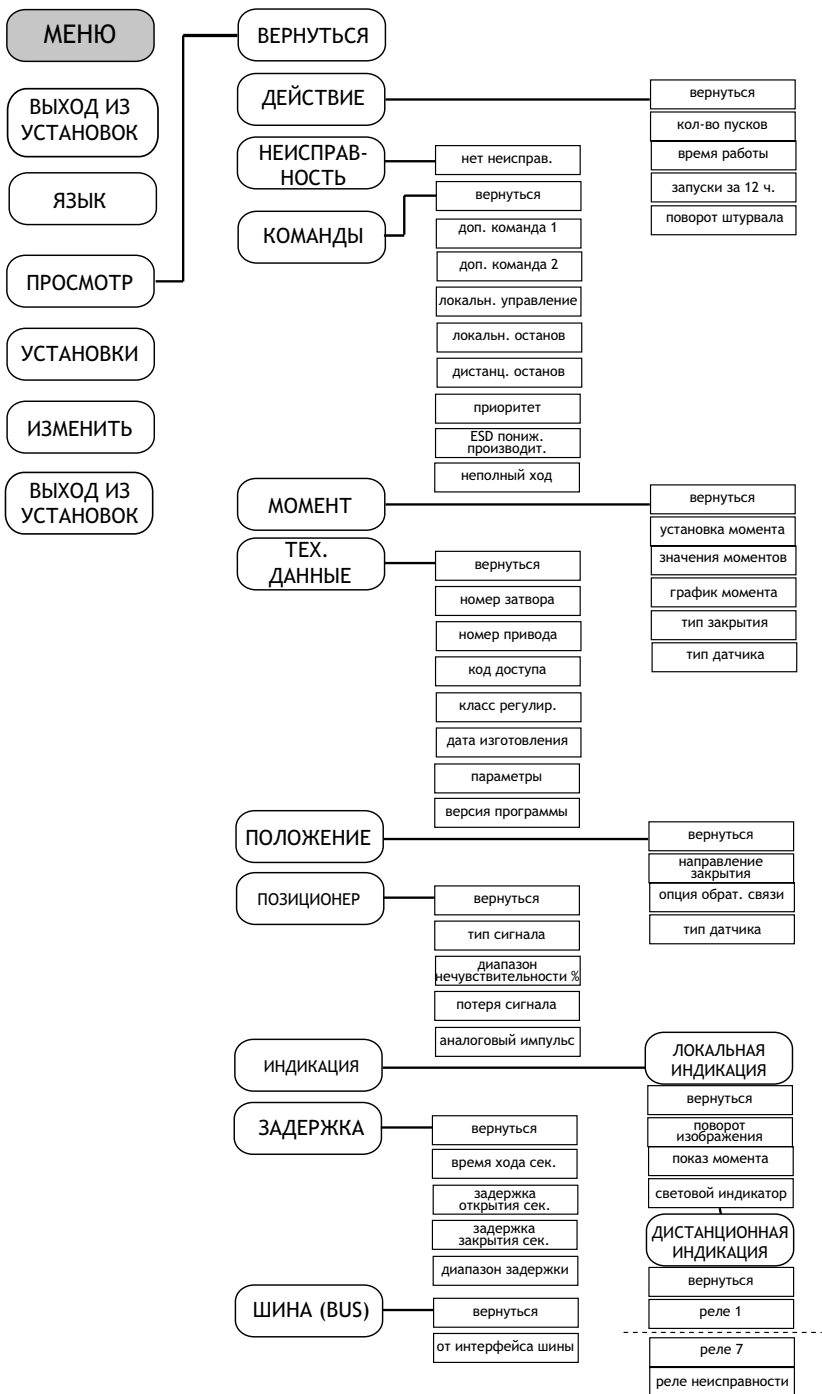 МЕНЮ
ВЫХОД ИЗ
УСТАНОВОК
ЯЗЫК
ПРОСМОТР
УСТАНОВКИ
ИЗМЕНИТЬ
ВЫХОД ИЗ
УСТАНОВОК
ВЕРНУТЬСЯ
ДЕЙСТВИЕ
вернуться
кол-во пусков
время работы
запуски за 12 ч.
поворот штурвала
НЕИСПРАВ-
НОСТЬ
нет неисправ.
КОМАНДЫ
вернуться
доп. команда 1
доп. команда 2
локальн. управление
локальн. останов
дистанц. останов
приоритет
ESD пониж.
производит.
неполный ход
МОМЕНТ
вернуться
установка момента
значения моментов
график момента
тип закрытия
тип датчика
ТЕХ.
ДАННЫЕ
вернуться
номер затвора
номер привода
код доступа
класс регулир.
дата изготовления
параметры
версия программы
ПОЛОЖЕНИЕ
вернуться
направление
закрытия
опция обрат. связи
тип датчика
ПОЗИЦИОНЕР
вернуться
тип сигнала
диапазон
нечувствительности %
потеря сигнала
аналоговый импульс
ИНДИКАЦИЯ
ЛОКАЛЬНАЯ
ИНДИКАЦИЯ
вернуться
поворот
изображения
показ момента
световой индикатор
ДИСТАНЦИОННАЯ
ИНДИКАЦИЯ
вернуться
реле 1
реле 7
реле неисправности
ЗАДЕРЖКА
вернуться
время хода сек.
задержка
открытия сек.
задержка
закрытия сек.
диапазон задержки
ШИНА (BUS)
вернуться
от интерфейса шины